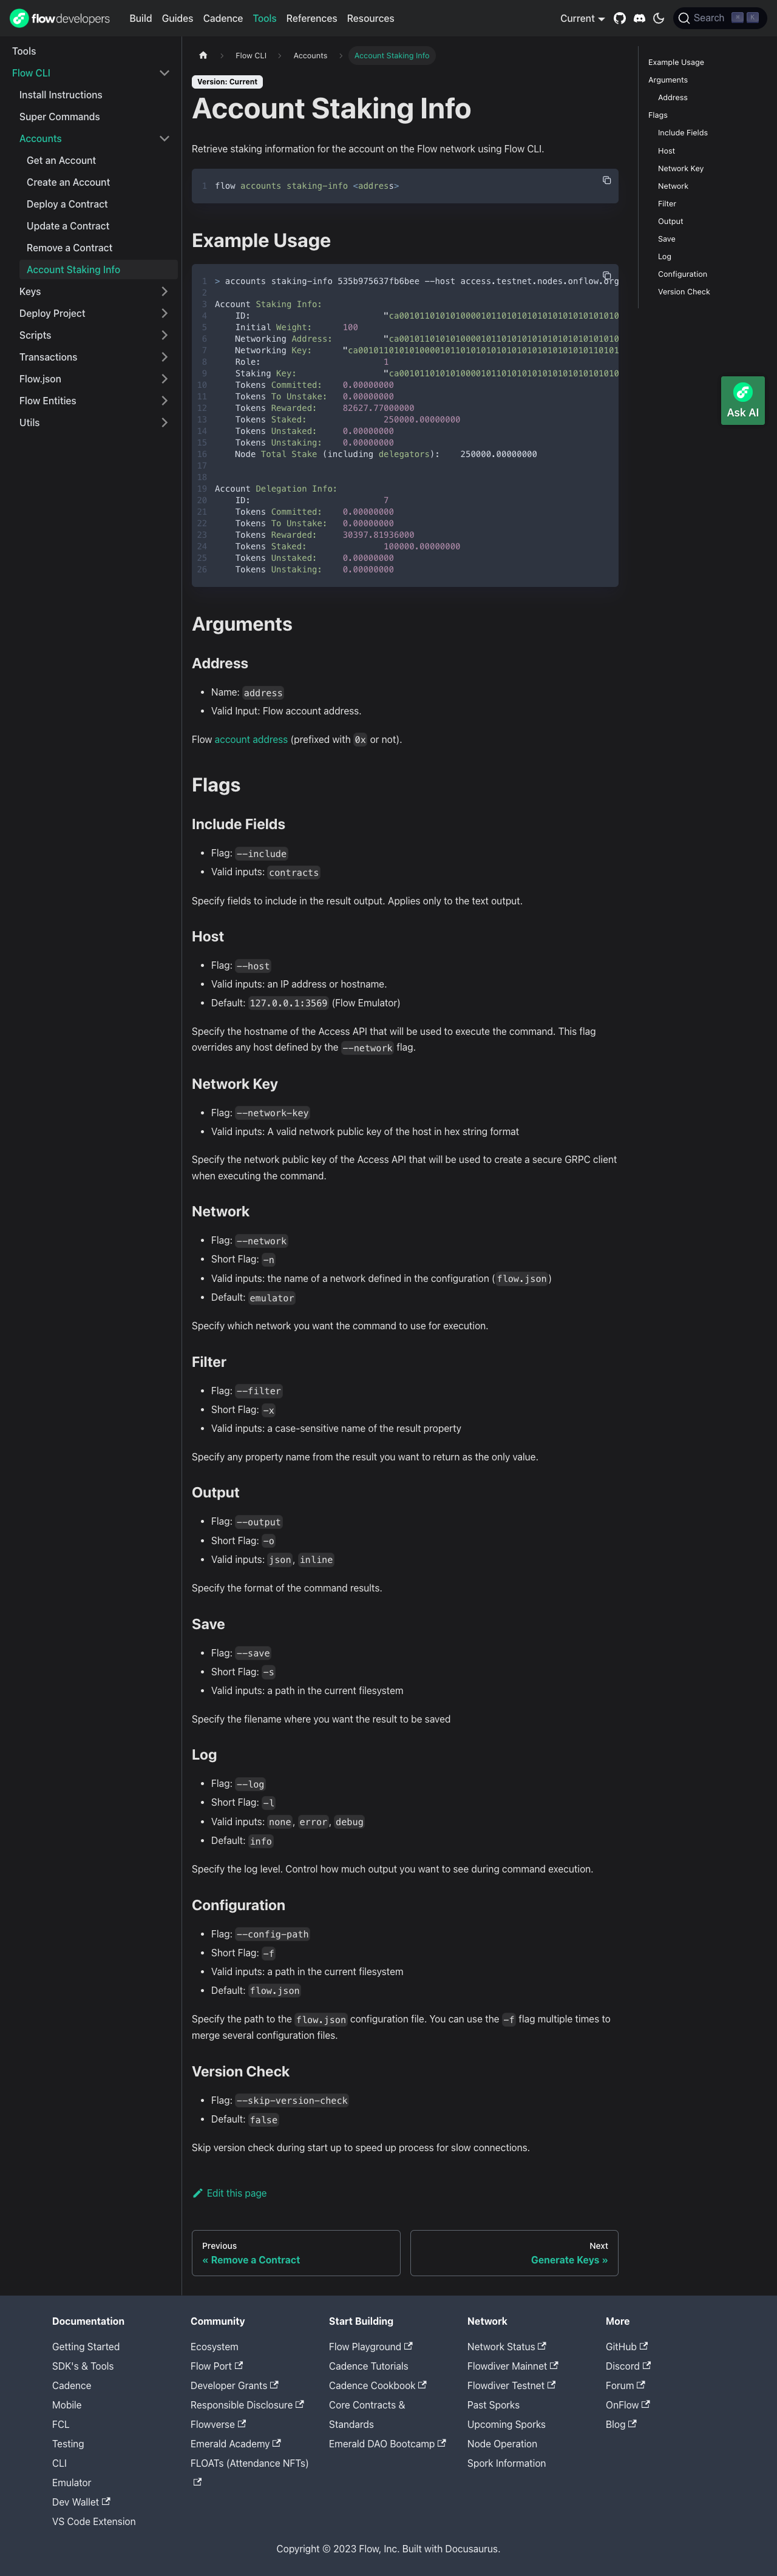 flowdevelopers Build Guides Cadence Tools References Resources Current Search
Tools
Flow CLI
Install Instructions
Super Commands
Accounts
Get an Account
Create an Account
Deploy a Contract
Update a Contract
Remove a Contract
Account Staking Info
Keys
Deploy Project
Scripts
Transactions
Flow.json
Flow Entities
Utils
Flow CLI > Accounts > Account Staking Info
Version: Current
Account Staking Info
Retrieve staking information for the account on the Flow network using Flow CLI.
1 flow accounts staking-info <address>
Example Usage
1 > accounts staking-info 535b975637fb6bee --host access.testnet.nodes.onflow.org
2
3 Account Staking Info:
4 ID:
5 Initial Weight: 100
6 Networking Address:
7 Networking Key:
8 Role: 1
9 Staking Key:
10 Tokens Committed: 0.00000000
11 Tokens To Unstake: 0.00000000
12 Tokens Rewarded: 82627.77000000
13 Tokens Staked: 250000.00000000
14 Tokens Unstaked: 0.00000000
15 Tokens Unstaking: 0.00000000
16 Node Total Stake (including delegators): 250000.00000000
17
18
19 Account Delegation Info:
20 ID: 7
21 Tokens Committed: 0.00000000
22 Tokens To Unstake: 0.00000000
23 Tokens Rewarded: 30397.81936000
24 Tokens Staked: 100000.00000000
25 Tokens Unstaked: 0.00000000
26 Tokens Unstaking: 0.00000000
Arguments
Address
• Name: address
• Valid Input: Flow account address.
Flow account address (prefixed with 0x or not).
Flags
Include Fields
• Flag: --include
• Valid inputs: contracts
Specify fields to include in the result output. Applies only to the text output.
Host
• Flag: --host
• Valid inputs: an IP address or hostname.
• Default: 127.0.0.1:3569 (Flow Emulator)
Specify the hostname of the Access API that will be used to execute the command. This flag
overrides any host defined by the --network flag.
Network Key
• Flag: --network-key
• Valid inputs: A valid network public key of the host in hex string format
Specify the network public key of the Access API that will be used to create a secure GRPC client
when executing the command.
Network
• Flag: --network
• Short Flag: -n
• Valid inputs: the name of a network defined in the configuration (flow.json)
• Default: emulator
Specify which network you want the command to use for execution.
Filter
• Flag: --filter
• Short Flag: -x
• Valid inputs: a case-sensitive name of the result property
Specify any property name from the result you want to return as the only value.
Output
• Flag: --output
• Short Flag: -o
• Valid inputs: json, inline
Specify the format of the command results.
Save
• Flag: --save
• Short Flag: -s
• Valid inputs: a path in the current filesystem
Specify the filename where you want the result to be saved
Log
• Flag: --log
• Short Flag: -l
• Valid inputs: none, error, debug
• Default: info
Specify the log level. Control how much output you want to see during command execution.
Configuration
• Flag: --config-path
• Short Flag: -f
• Valid inputs: a path in the current filesystem
• Default: flow.json
Specify the path to the flow.json configuration file. You can use the -f flag multiple times to
merge several configuration files.
Version Check
• Flag: --skip-version-check
• Default: false
Skip version check during start up to speed up process for slow connections.
Edit this page
Previous
« Remove a Contract
Next
Generate Keys »
Example Usage
Arguments
Address
Flags
Include Fields
Host
Network Key
Network
Filter
Output
Save
Log
Configuration
Version Check
Ask AI
Documentation
Getting Started
SDK's & Tools
Cadence
Mobile
FCL
Testing
CLI
Emulator
Dev Wallet
VS Code Extension
Community
Ecosystem
Flow Port
Developer Grants
Responsible Disclosure
Flowverse
Emerald Academy
FLOATs (Attendance NFTs)
Start Building
Flow Playground
Cadence Tutorials
Cadence Cookbook
Core Contracts &
Standards
Emerald DAO Bootcamp
Network
Network Status
Flowdiver Mainnet
Flowdiver Testnet
Past Sporks
Upcoming Sporks
Node Operation
Spork Information
More
GitHub
Discord
Forum
OnFlow
Blog
Copyright © 2023 Flow, Inc. Built with Docusaurus.